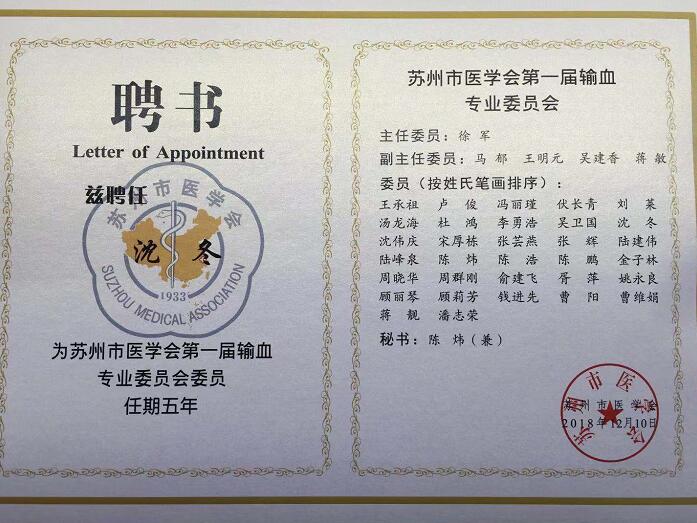 聘书
Letter of Appointment
兹聘任
苏州市医学会
沈冬
1933
SUZHOU MEDICAL ASSOCIATION
为苏州市医学会第一届输血
专业委员会委员
任期五年
苏州市医学会第一届输血
专业委员会
主任委员：徐 军
副主任委员：马 郁 王明元 吴建香 蒋 敏
委员（按姓氏笔画排序）：
王承祖 卢 俊 冯丽瑾 伏长青 刘 莱
汤龙海 杜 鸿 李勇浩 吴卫国 沈 冬
沈伟庆 宋厚栋 张芸燕 张 辉 陆建伟
陆峰泉 陈 炜 陈 浩 陈 鹏 金子林
周晓华 周群刚 俞建飞 胥 萍 姚永良
顾丽琴 顾莉芳 钱进先 曹 阳 曹维娟
蒋 靓 潘志荣
秘书：陈 炜（兼）
苏州市医学会
苏州市医学会
2018年12月10日